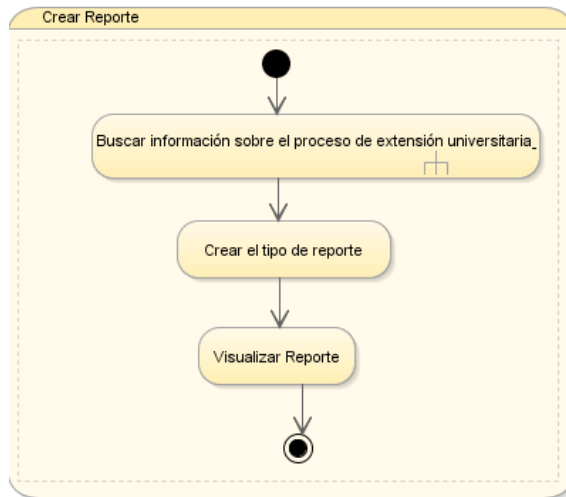 Crear Reporte
Buscar información sobre el proceso de extensión universitaria_
Crear el tipo de reporte
Visualizar Reporte